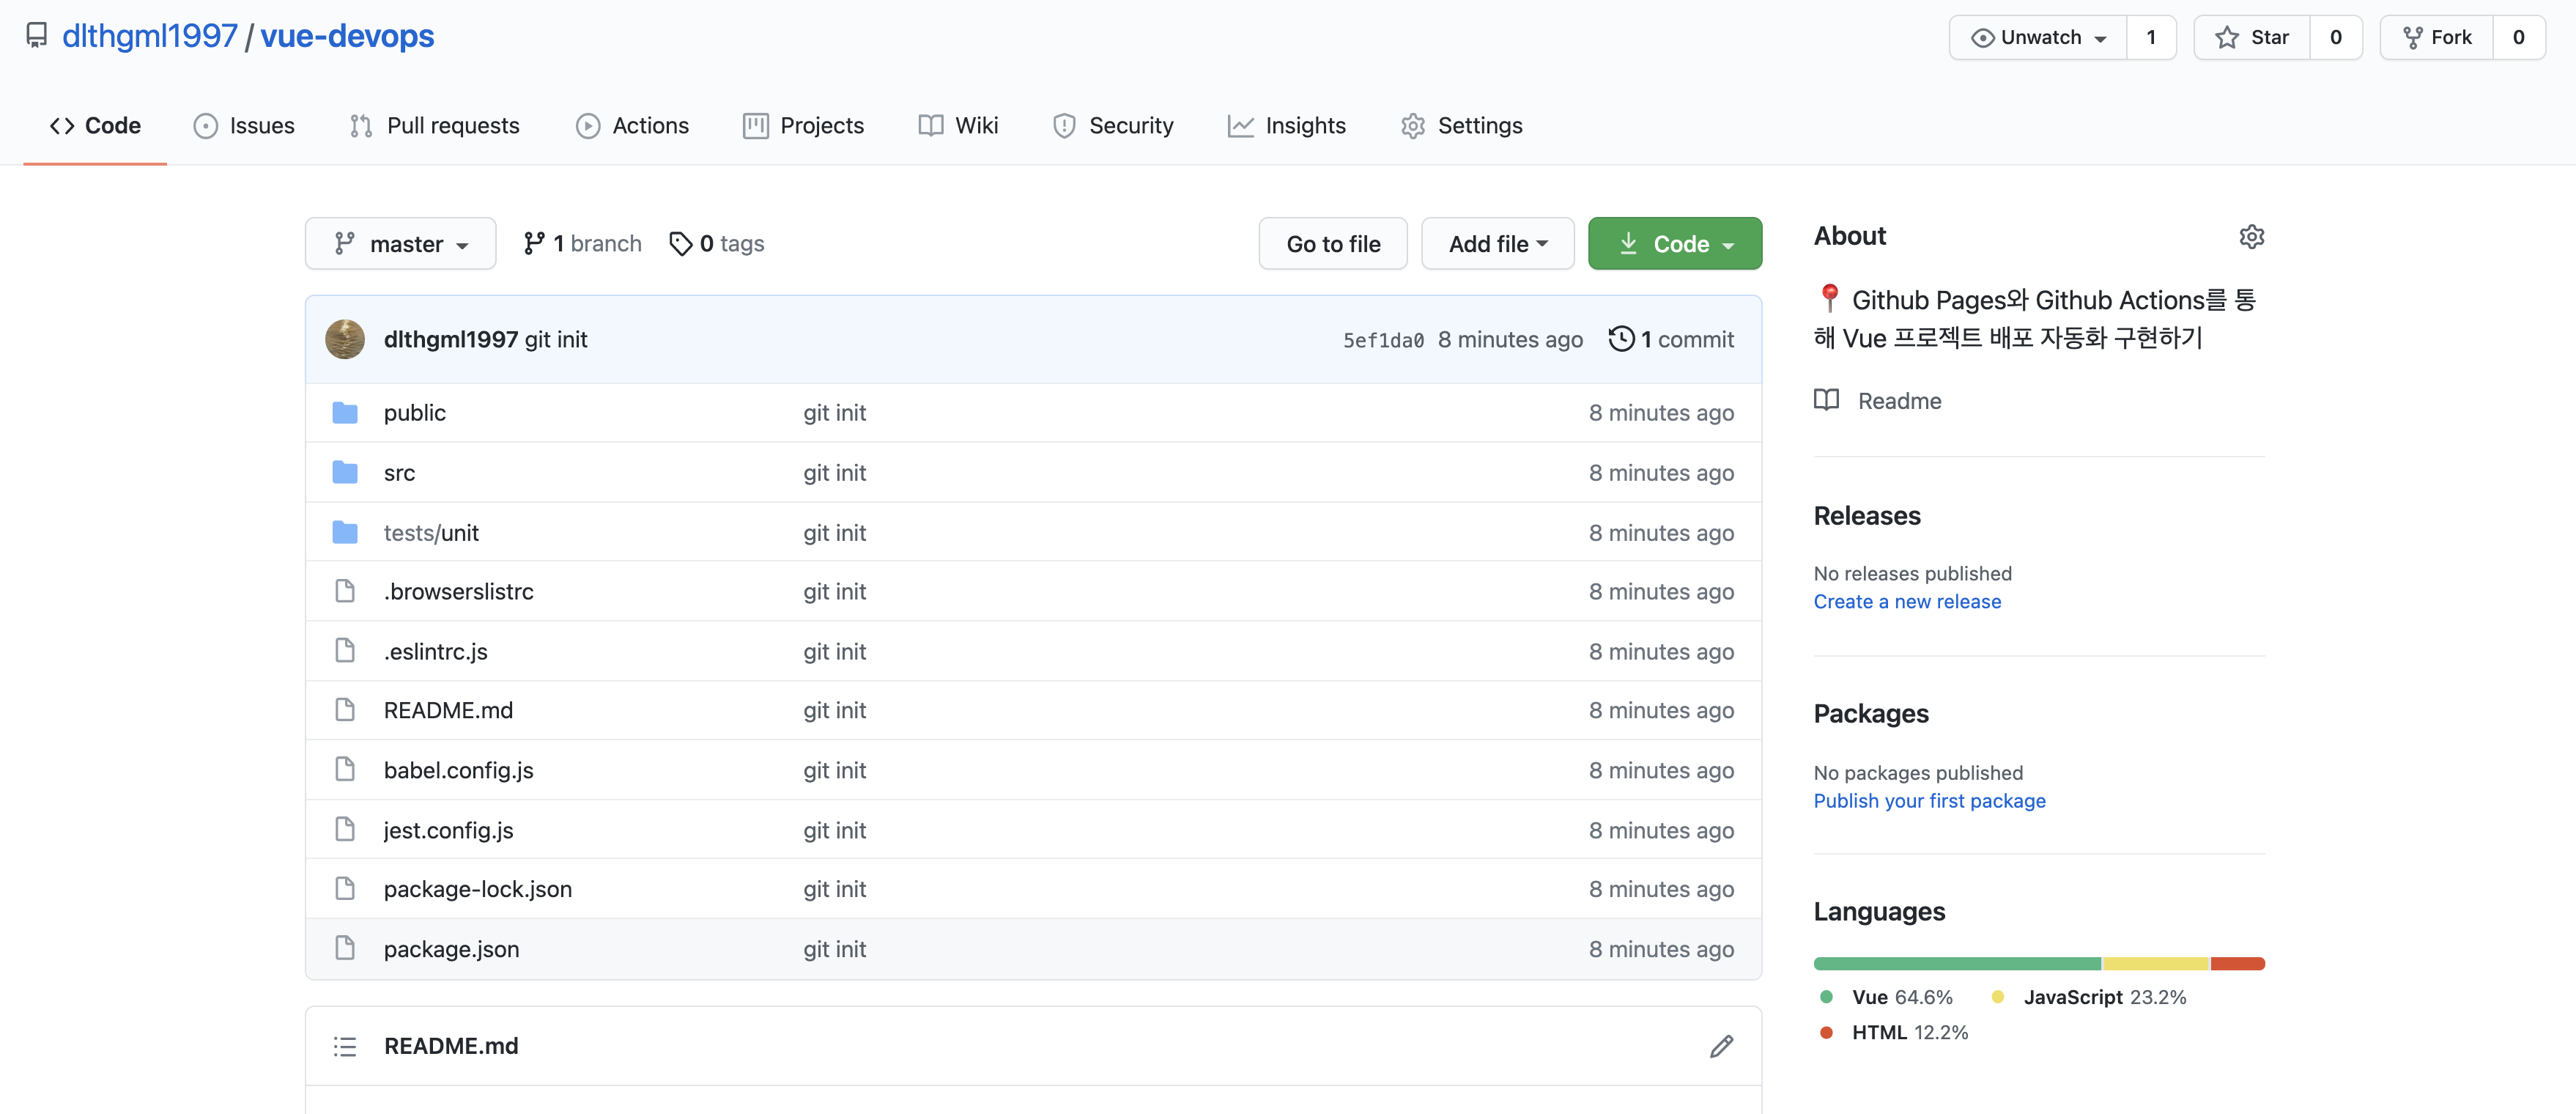 dlthgml1997 / vue-devops
Unwatch 1 Star 0 Fork 0
Code Issues Pull requests Actions Projects Wiki Security Insights Settings
master 1 branch 0 tags Go to file Add file Code
dlthgml1997 git init 5ef1da0 8 minutes ago 1 commit
public git init 8 minutes ago
src git init 8 minutes ago
tests/unit git init 8 minutes ago
.browserslistrc git init 8 minutes ago
.eslintrc.js git init 8 minutes ago
README.md git init 8 minutes ago
babel.config.js git init 8 minutes ago
jest.config.js git init 8 minutes ago
package-lock.json git init 8 minutes ago
package.json git init 8 minutes ago
README.md
About
📍 Github Pages와 Github Actions를 통
해 Vue 프로젝트 배포 자동화 구현하기
Readme
Releases
No releases published
Create a new release
Packages
No packages published
Publish your first package
Languages
Vue 64.6% JavaScript 23.2%
HTML 12.2%